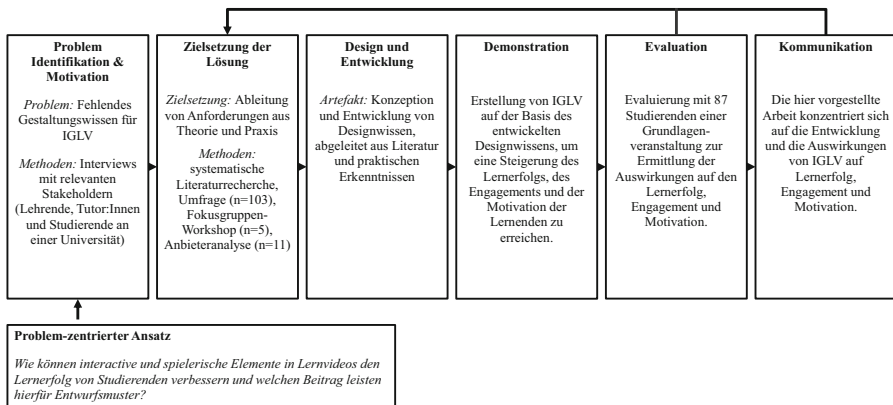 Problem
Identifikation &
Motivation
Problem: Fehlendes
Gestaltungswissen für
IGLV
Methoden: Interviews
mit relevanten
Stakeholdern
(Lehrende, Tutor:Innen
und Studierende an
einer Universität)
Zielsetzung der
Lösung
Zielsetzung: Ableitung
von Anforderungen aus
Theorie und Praxis
Methoden:
systematische
Literaturrecherche,
Umfrage (n=103),
Fokusgruppen-
Workshop (n=5),
Anbieteranalyse (n=11)
Design und
Entwicklung
Artefakt: Konzeption
und Entwicklung von
Designwissen,
abgeleitet aus Literatur
und praktischen
Erkenntnissen
Demonstration
Erstellung von IGLV
auf der Basis des
entwickelten
Designwissens, um
eine Steigerung des
Lernerfolgs, des
Engagements und der
Motivation der
Lernenden zu
erreichen.
Evaluation
Evaluierung mit 87
Studierenden einer
Grundlagen-
veranstaltung zur
Ermittlung der
Auswirkungen auf den
Lernerfolg,
Engagement und
Motivation.
Kommunikation
Die hier vorgestellte
Arbeit konzentriert sich
auf die Entwicklung
und die Auswirkungen
von IGLV auf
Lernerfolg,
Engagement und
Motivation.
Problem-zentrierter Ansatz
Wie können interactive und spielerische Elemente in Lernvideos den
Lernerfolg von Studierenden verbessern und welchen Beitrag leisten
hierfür Entwurfsmuster?